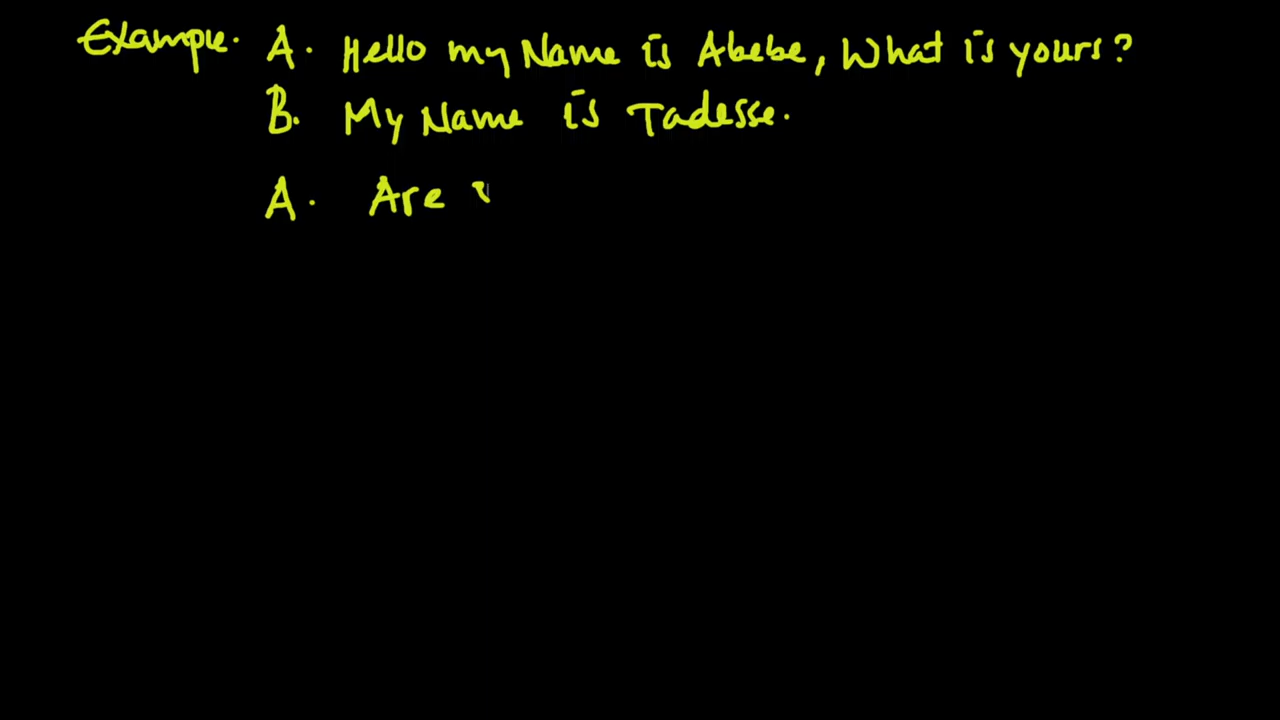 Example. A. Hello my Name is Abebe, What is yours?
B. My Name is Tadesse.
A. Are